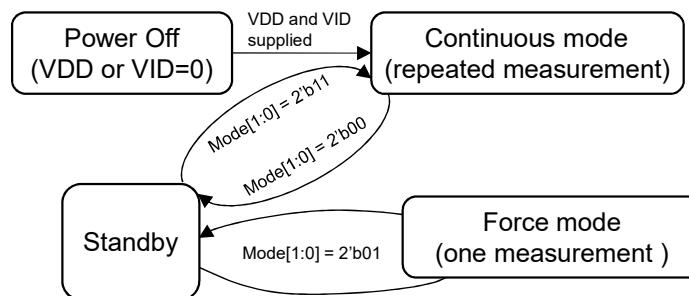 Power Off
(VDD or VID=0)
VDD and VID
supplied
Continuous mode
(repeated measurement)
Mode[1:0] = 2'b11
Mode[1:0] = 2'b00
Standby
Mode[1:0] = 2'b01
Force mode
(one measurement )